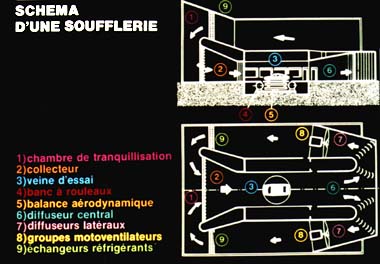 SCHEMA
D'UNE SOUFFLERIE
1 9
2 3 6
4 5
1)chambre de tranquillisation
2)collecteur
3)veine d'essai
4)banc à rouleaux
5)balance aérodynamique
6)diffuseur central
7)diffuseurs latéraux
8)groupes motoventilateurs
9)echangeurs réfrigérants
9 8 7
1 2 3 6
9 8 7